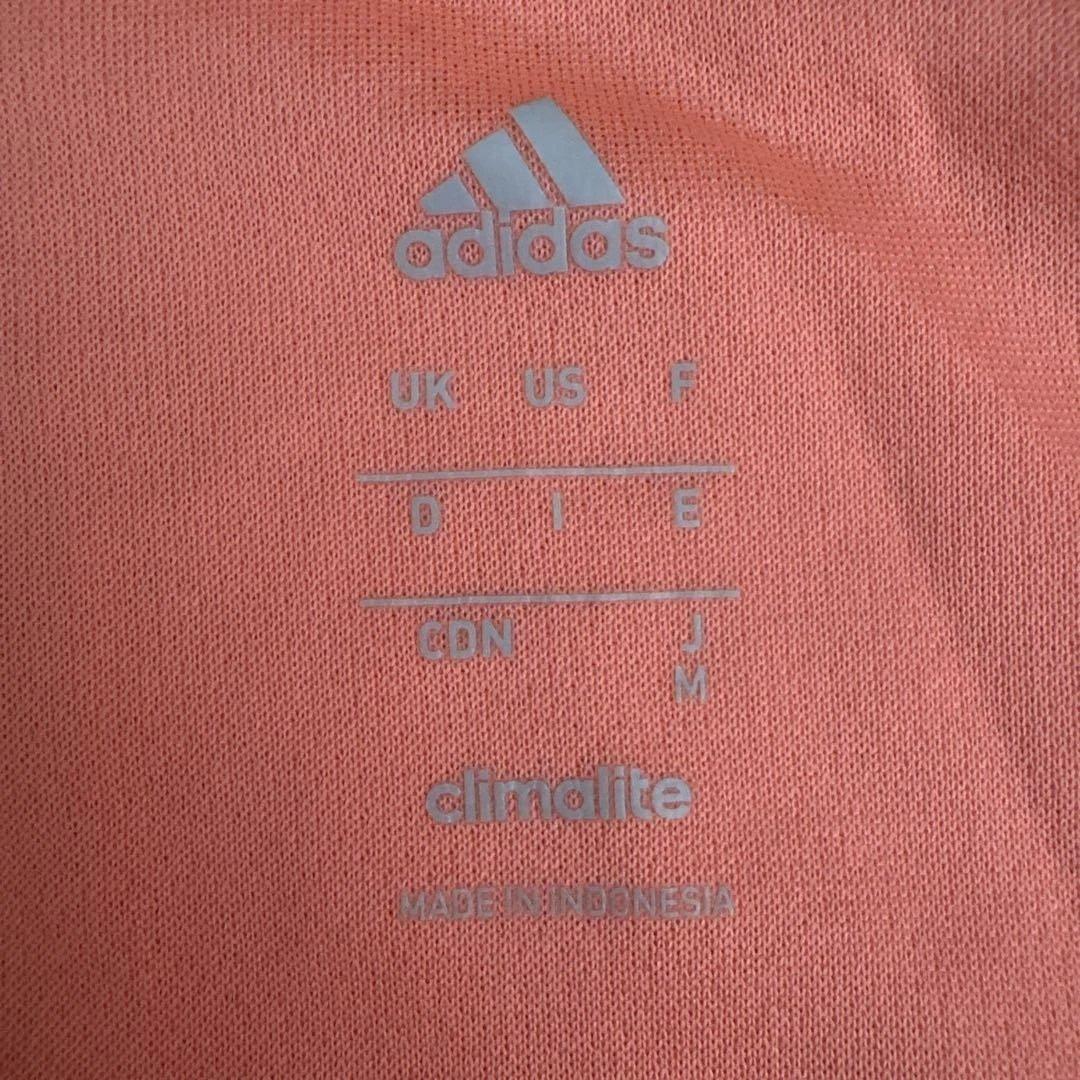 adidas
UK US F
D I E
CDN J
M
climalite
MADE IN INDONESIA